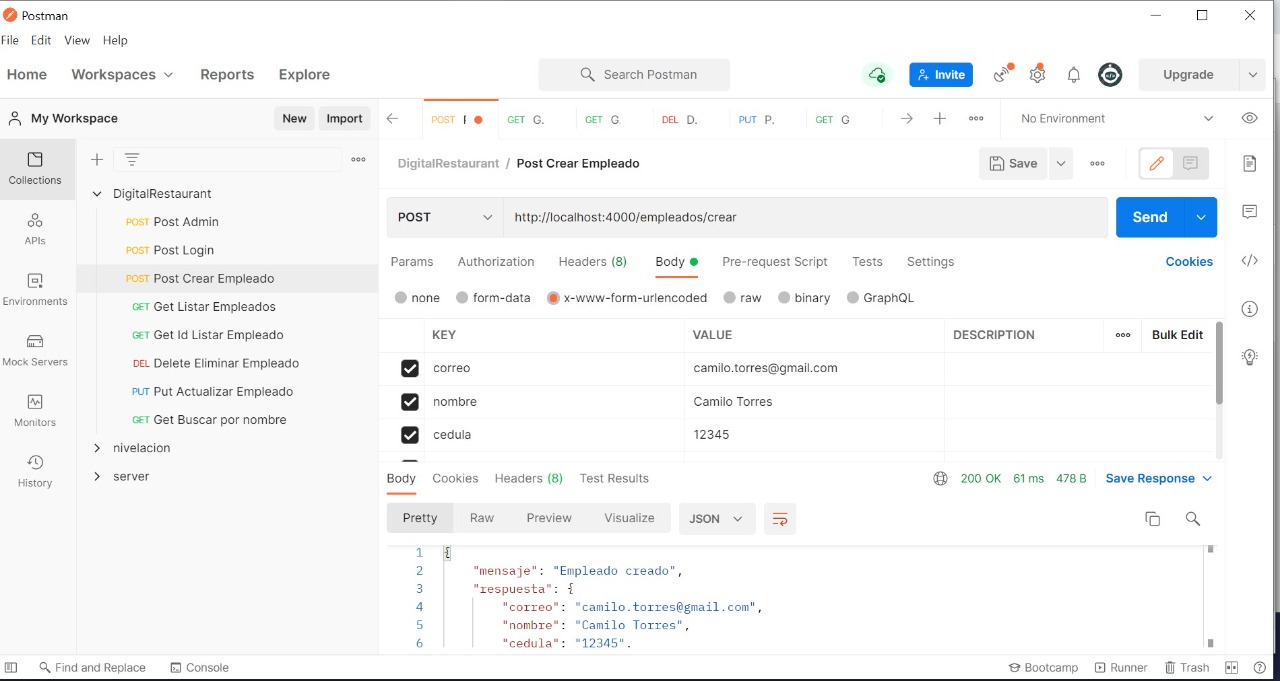 Postman
File Edit View Help
Home Workspaces Reports Explore Search Postman Invite Upgrade
My Workspace New Import POST GET G. GET G DEL D. PUT P. GET G No Environment
Collections
APIs
Environments
Mock Servers
Monitors
History
DigitalRestaurant
POST Post Admin
POST Post Login
POST Post Crear Empleado
GET Get Listar Empleados
GET Get Id Listar Empleado
DEL Delete Eliminar Empleado
PUT Put Actualizar Empleado
GET Get Buscar por nombre
nivelacion
server
DigitalRestaurant / Post Crear Empleado Save
POST http://localhost:4000/empleados/crear Send
Params Authorization Headers (8) Body Pre-request Script Tests Settings Cookies
none form-data x-www-form-urlencoded raw binary GraphQL
KEY VALUE DESCRIPTION Bulk Edit
correo camilo.torres@gmail.com
nombre Camilo Torres
cedula 12345
Body Cookies Headers (8) Test Results 200 OK 61 ms 478 B Save Response
Pretty Raw Preview Visualize JSON
1 {
2 "mensaje": "Empleado creado",
3 "respuesta": {
4 "correo": "camilo.torres@gmail.com",
5 "nombre": "Camilo Torres",
6 "cedula": "12345".
Find and Replace Console Bootcamp Runner Trash